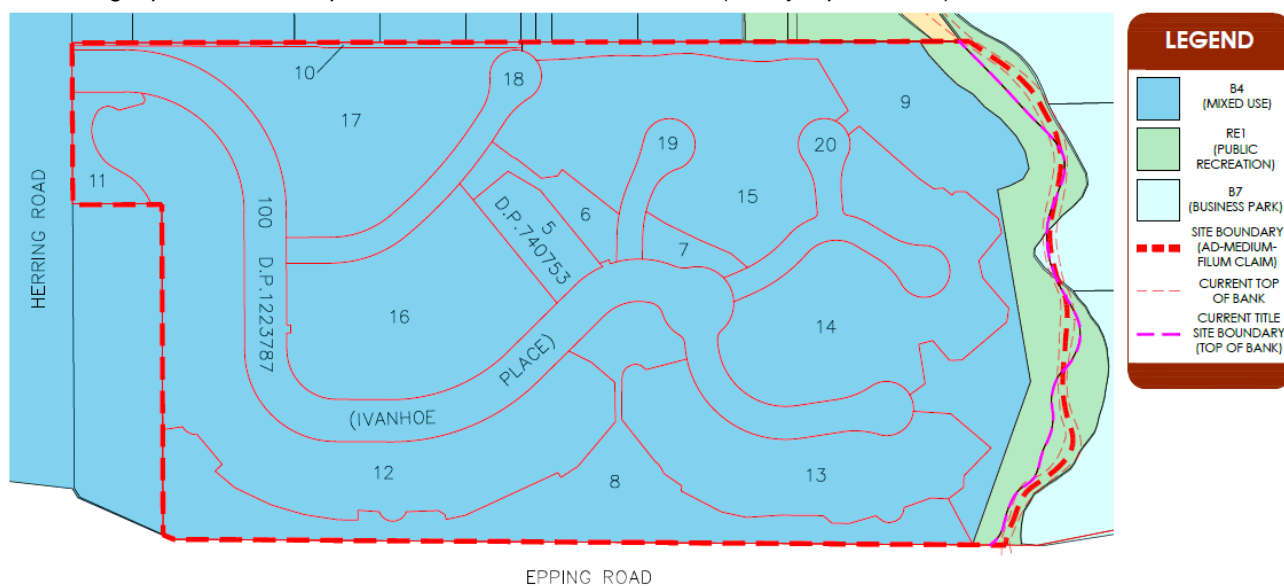 10
18
17
9
19
20
11
100 D.P.1223787
6
15
5
D.P.740753
7
HERRING ROAD
16
14
(IVANHOE PLACE)
12
8
13
EPPING ROAD
LEGEND
B4
(MIXED USE)
RE1
(PUBLIC
RECREATION)
B7
(BUSINESS PARK)
SITE BOUNDARY
(AD-MEDIUM-
FILUM CLAIM)
CURRENT TOP
OF BANK
CURRENT TITLE
SITE BOUNDARY
(TOP OF BANK)